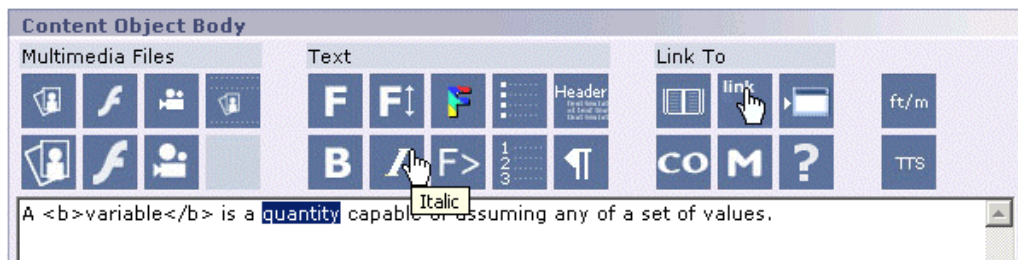 Content Object Body
Multimedia Files Text Link To
F F F Header link ft/m
B A F> 1 2 3 ¶ CO M ? TTS
Italic
A <b>variable</b> is a quantity capable of assuming any of a set of values.